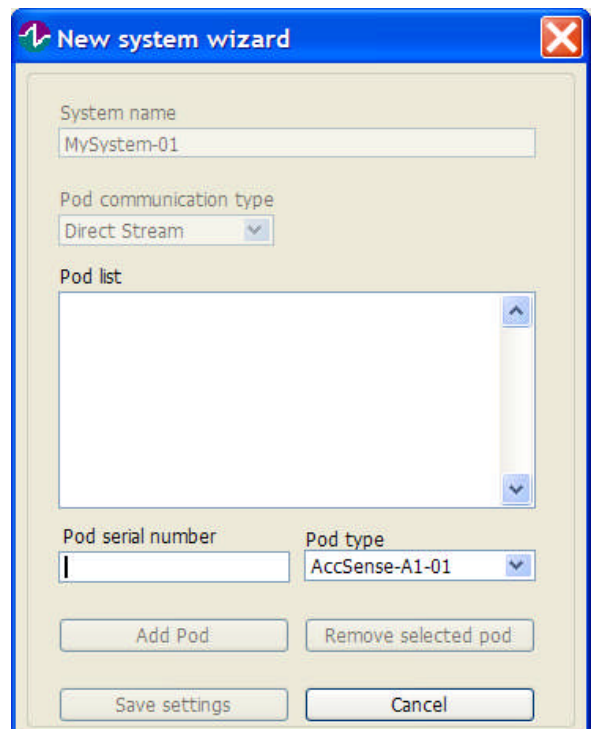 New system wizard
System name
MySystem-01
Pod communication type
Direct Stream
Pod list
Pod serial number
Pod type
AccSense-A1-01
Add Pod
Remove selected pod
Save settings
Cancel